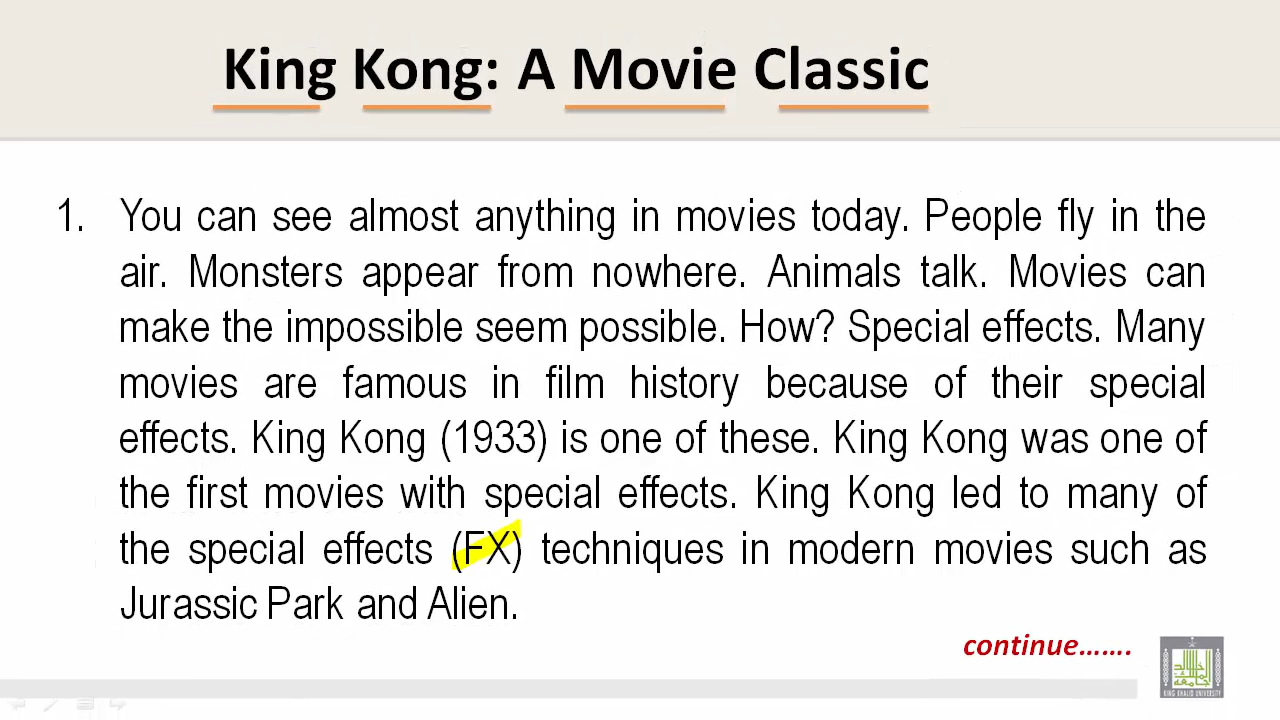 King Kong: A Movie Classic
1. You can see almost anything in movies today. People fly in the
air. Monsters appear from nowhere. Animals talk. Movies can
make the impossible seem possible. How? Special effects. Many
movies are famous in film history because of their special
effects. King Kong (1933) is one of these. King Kong was one of
the first movies with special effects. King Kong led to many of
the special effects (FX) techniques in modern movies such as
Jurassic Park and Alien.
continue.......
KING KHALID UNIVERSITY